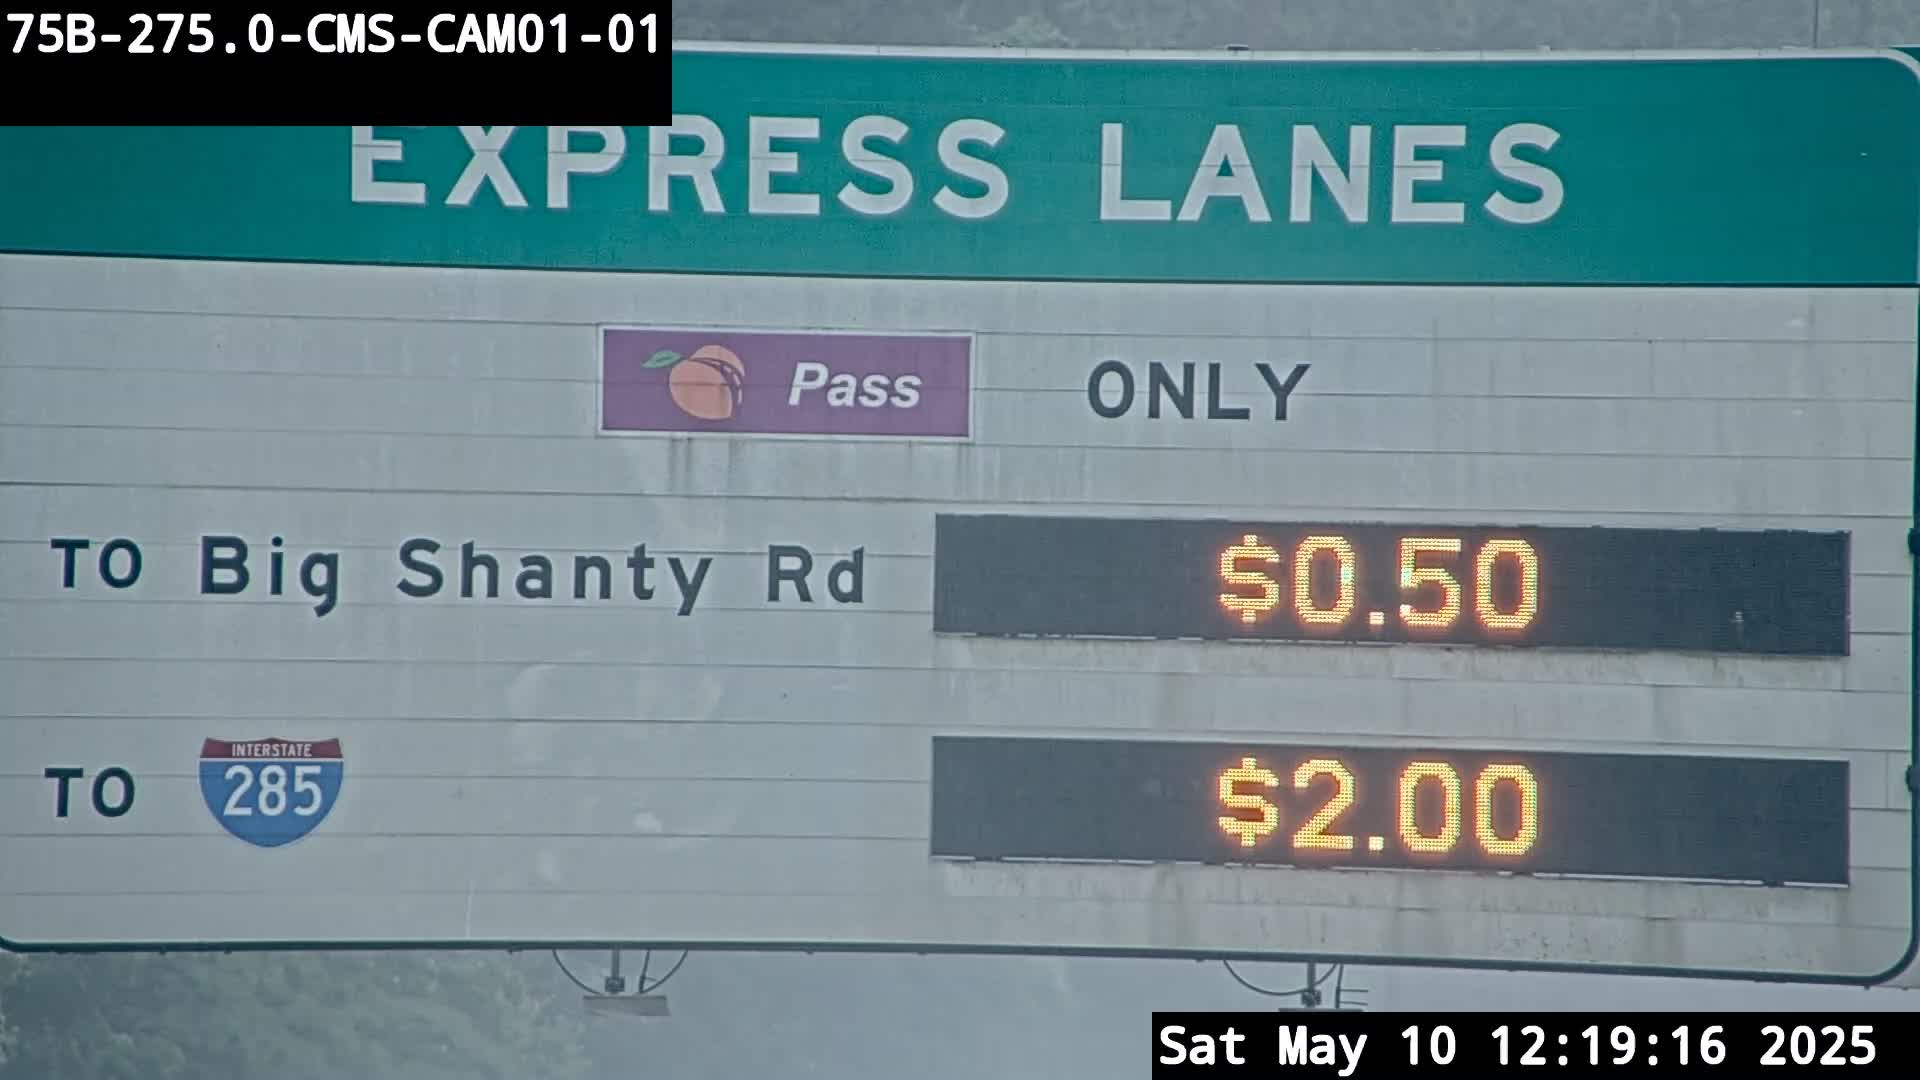 75B-275.0-CMS-CAM01-01
EXPRESS LANES
Pass ONLY
TO Big Shanty Rd $0.50
INTERSTATE
TO 285 $2.00
Sat May 10 12:19:16 2025